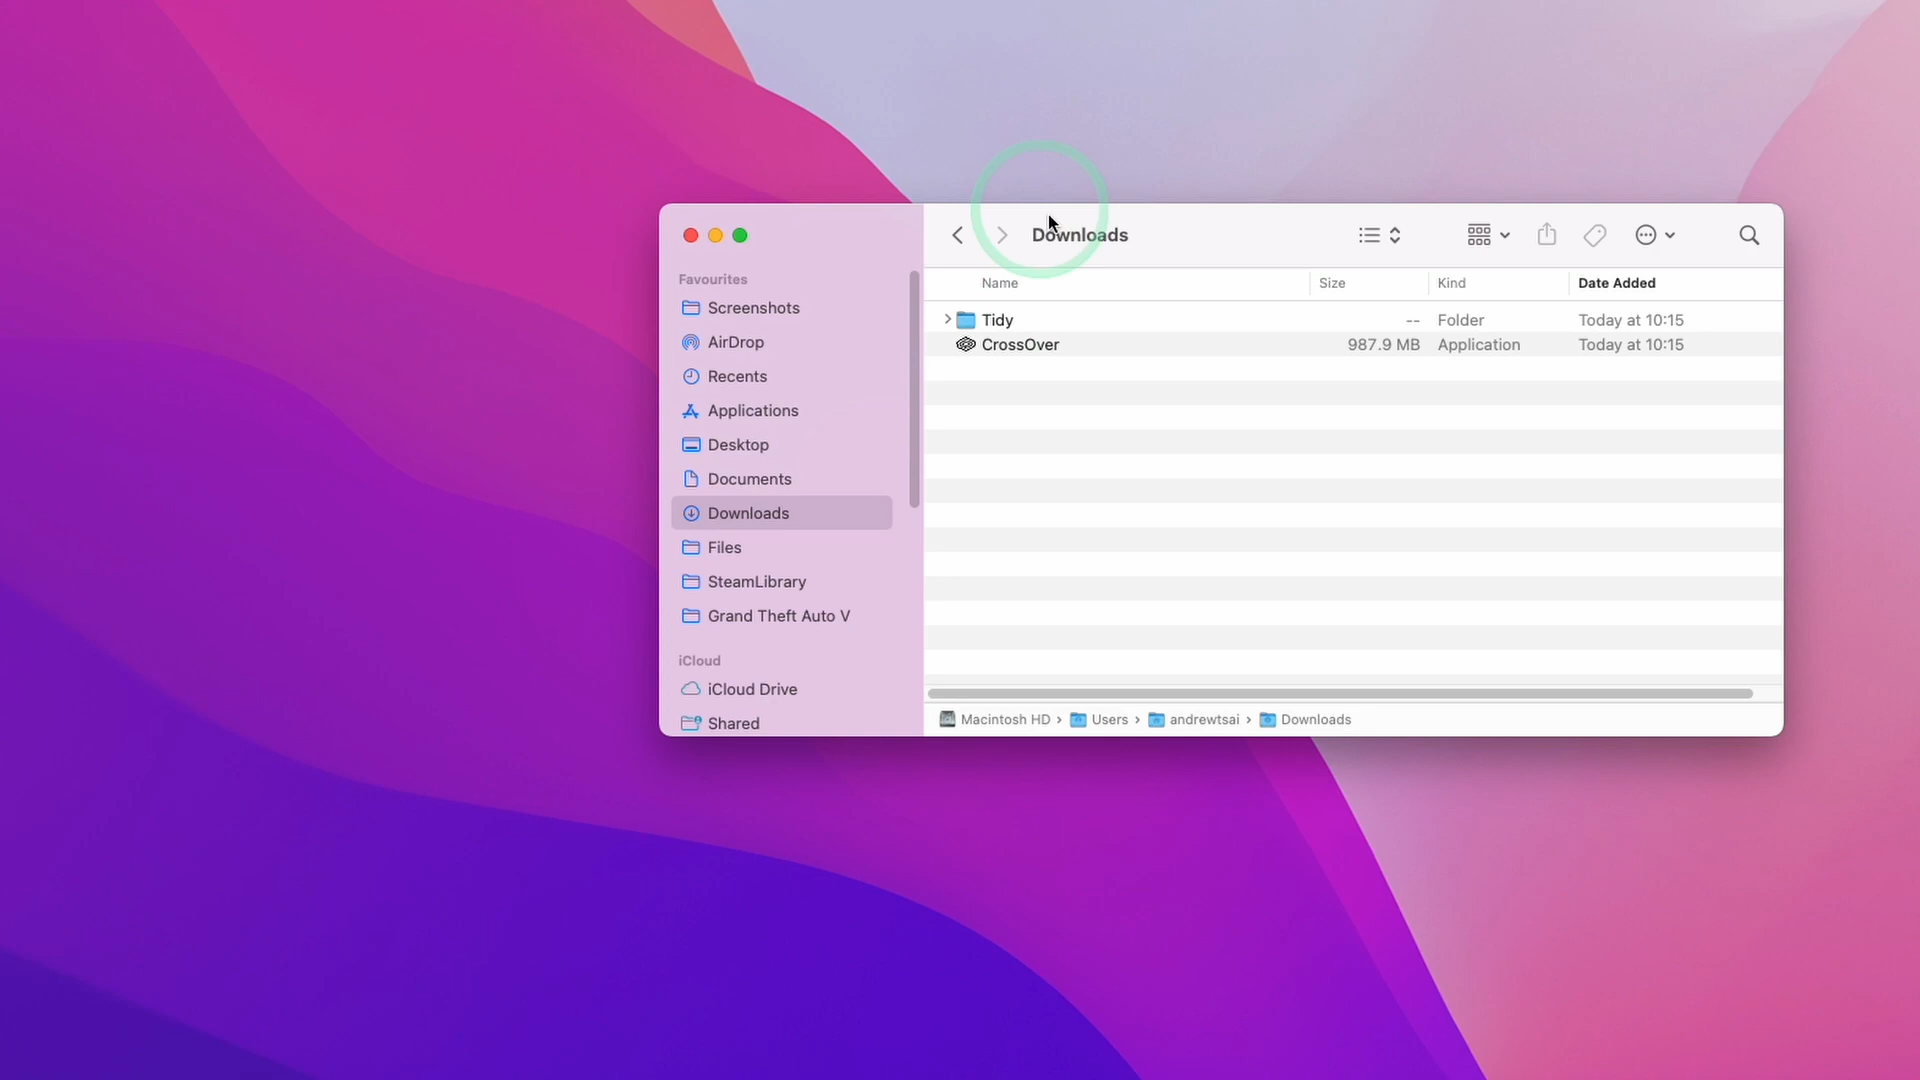 Downloads
Favourites
Screenshots
AirDrop
Recents
Applications
Desktop
Documents
Downloads
Files
SteamLibrary
Grand Theft Auto V
iCloud
iCloud Drive
Shared
Name Size Kind Date Added
Tidy -- Folder Today at 10:15
CrossOver 987.9 MB Application Today at 10:15
Macintosh HD › Users › andrewtsai › Downloads